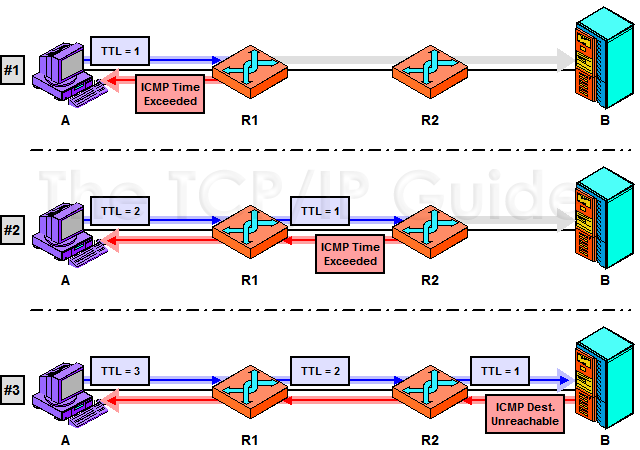 #1
TTL = 1
ICMP Time
Exceeded
A
R1
R2
B
The TCP/IP Guide
#2
TTL = 2
TTL = 1
ICMP Time
Exceeded
A
R1
R2
B
#3
TTL = 3
TTL = 2
TTL = 1
ICMP Dest.
Unreachable
A
R1
R2
B